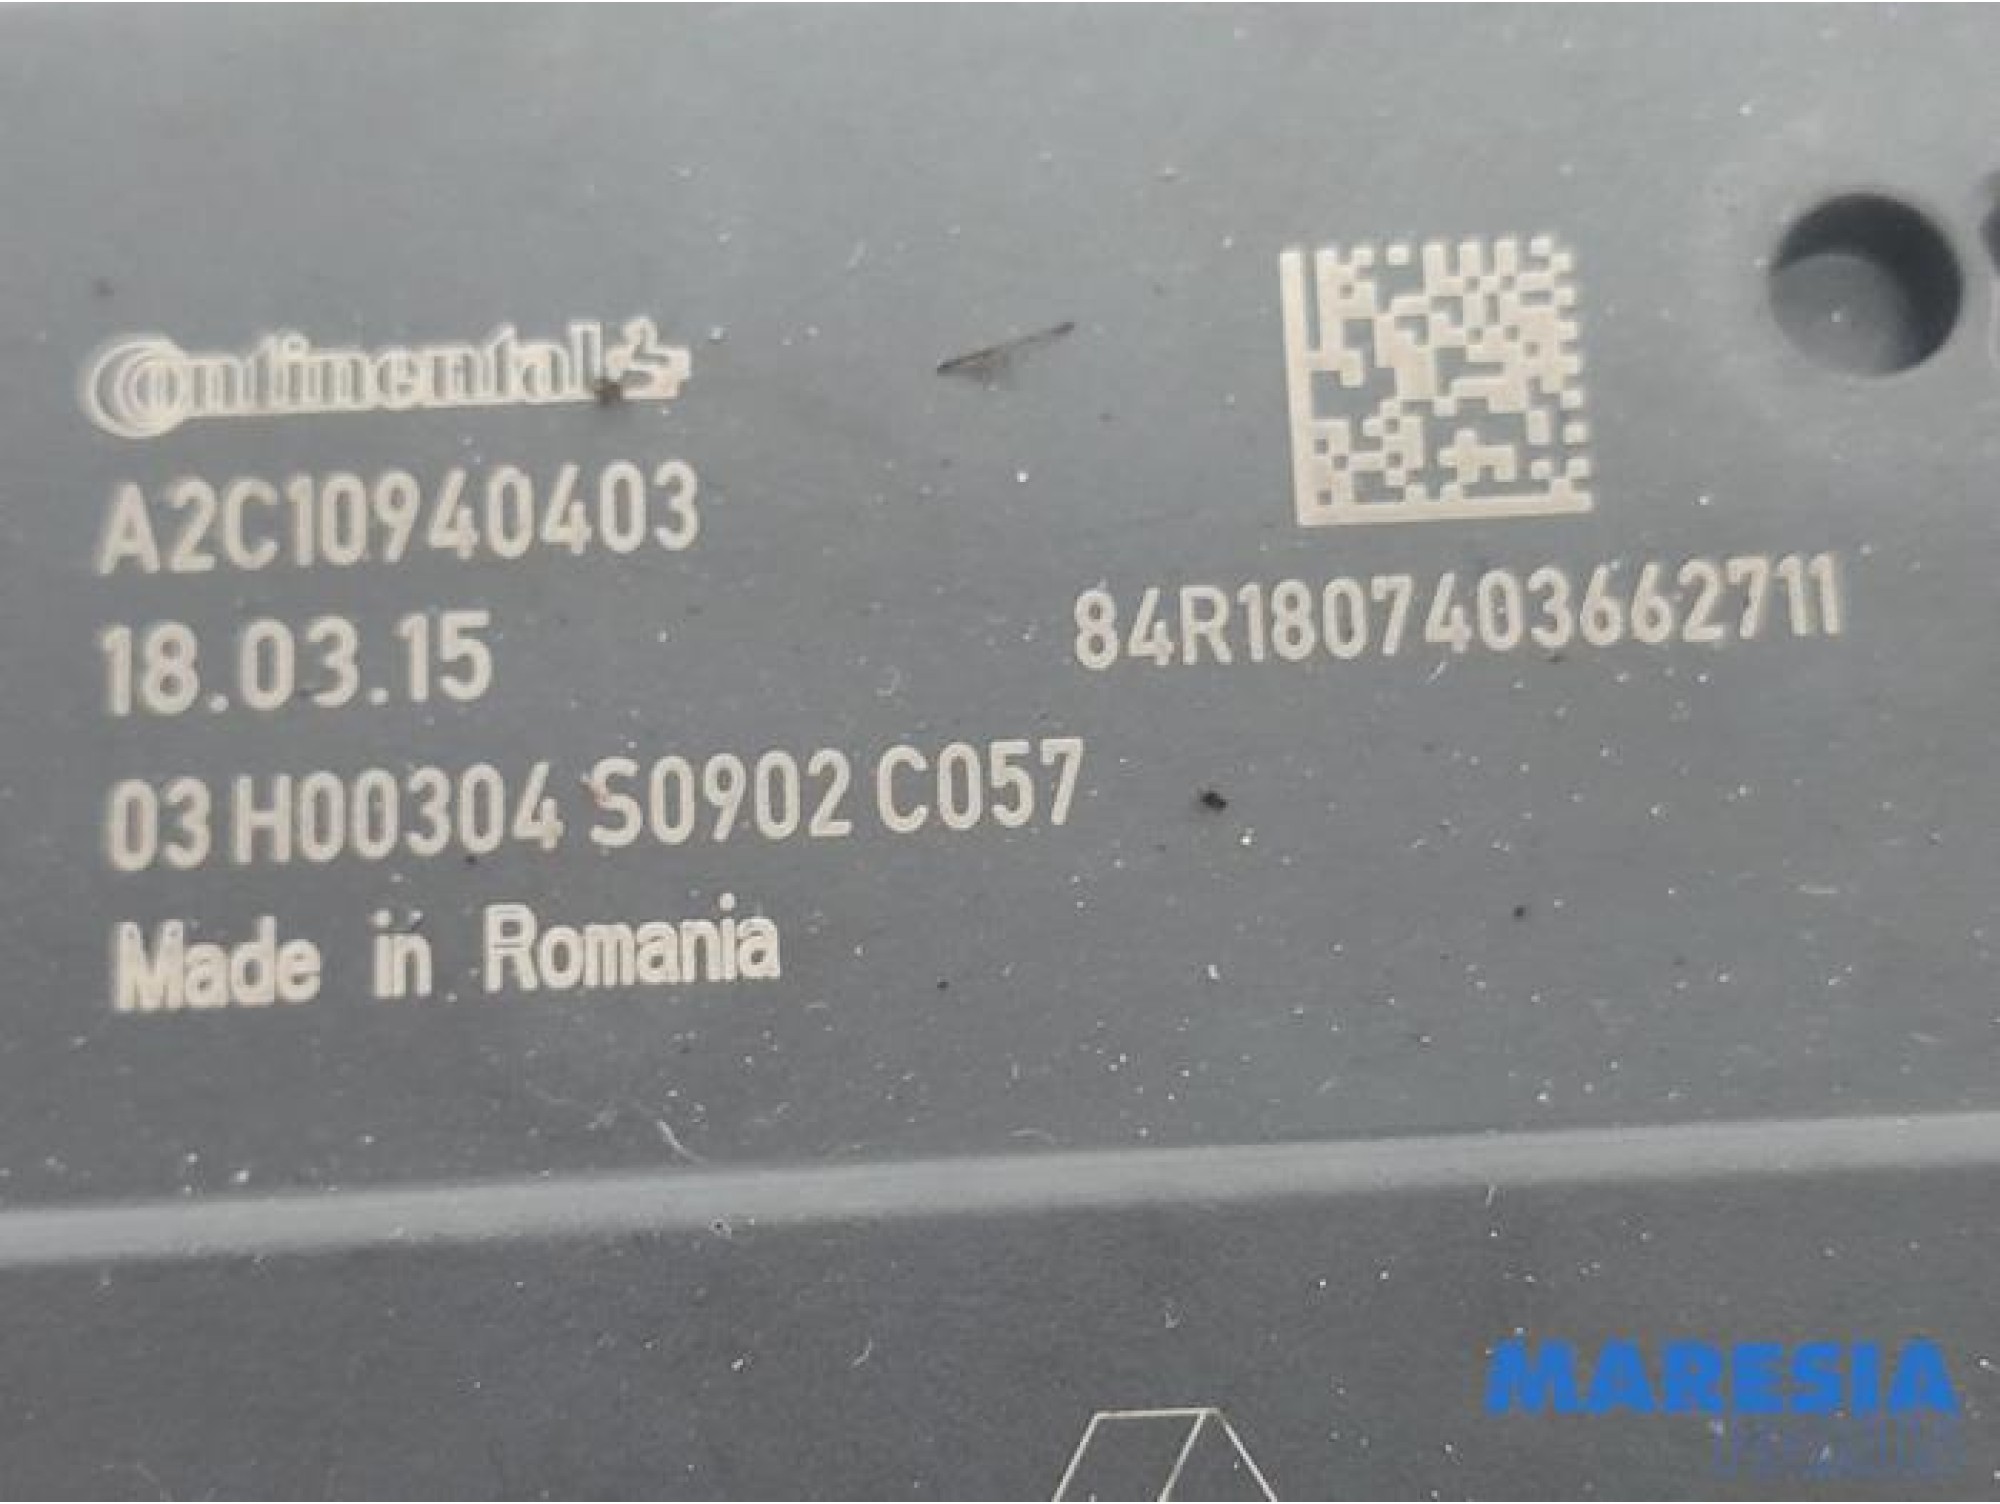 Continental
A2C10940403
18.03.15
84R1807403662711
03 H00304 S0902 C057
Made in Romania
MARESIA